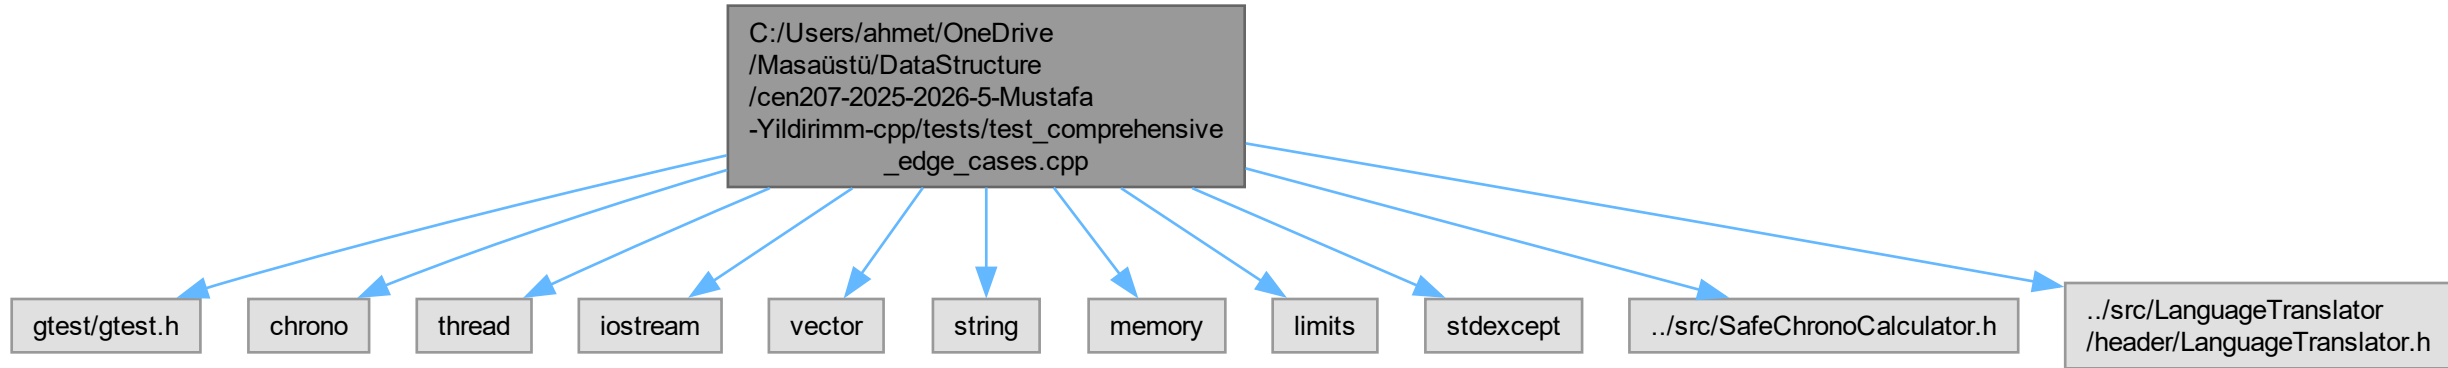 C:/Users/ahmet/OneDrive
/Masaüstü/DataStructure
/cen207-2025-2026-5-Mustafa
-Yildirimm-cpp/tests/test_comprehensive
_edge_cases.cpp
gtest/gtest.h
chrono
thread
iostream
vector
string
memory
limits
stdexcept
../src/SafeChronoCalculator.h
../src/LanguageTranslator
/header/LanguageTranslator.h